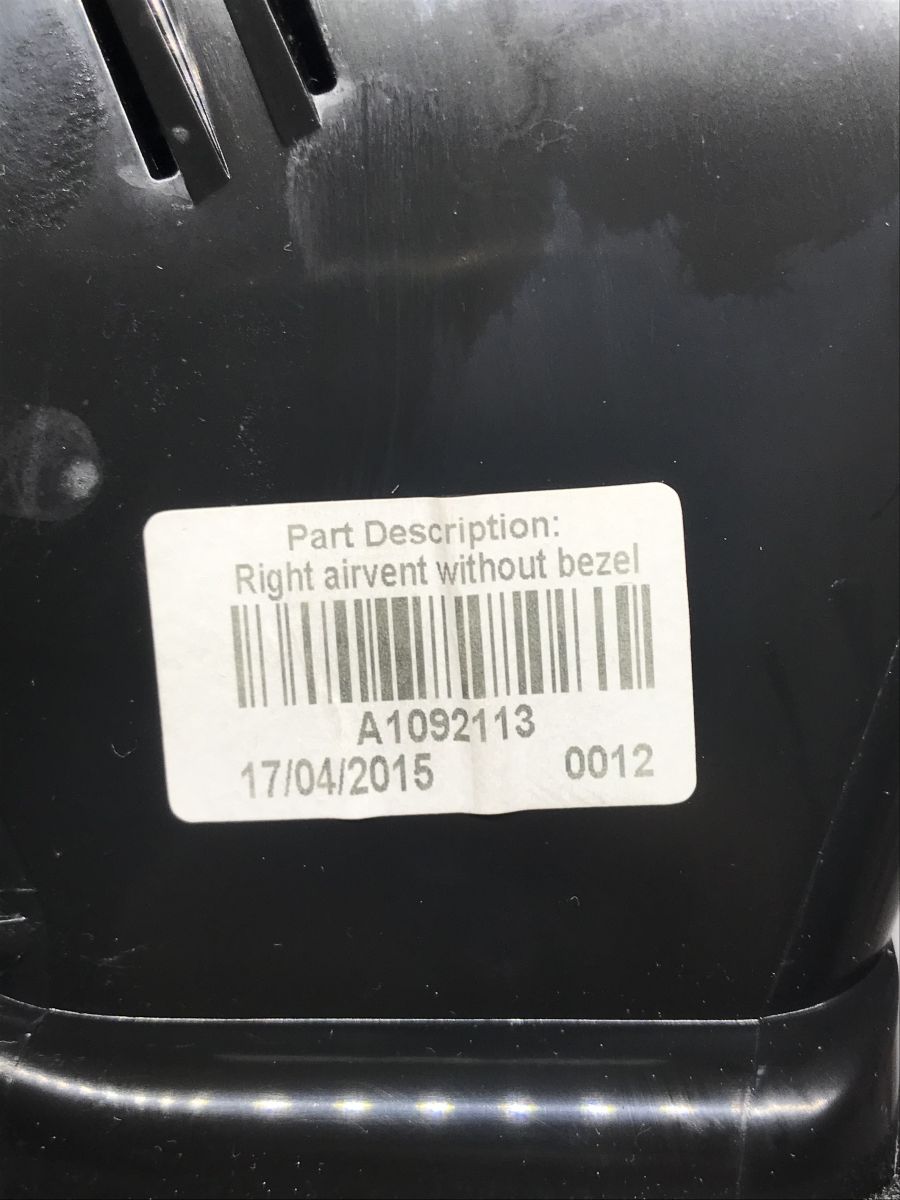 Part Description:
Right airvent without bezel
A1092113
17/04/2015 0012